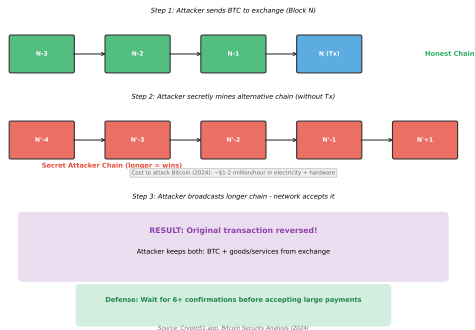 Step 1: Attacker sends BTC to exchange (Block N)
N-3 N-2 N-1 N (Tx) Honest Chain
Step 2: Attacker secretly mines alternative chain (without Tx)
N'-4 N'-3 N'-2 N'-1 N'+1
Secret Attacker Chain (longer = wins)
Cost to attack Bitcoin (2024): ~$1-2 million/hour in electricity + hardware
Step 3: Attacker broadcasts longer chain - network accepts it
RESULT: Original transaction reversed!
Attacker keeps both: BTC + goods/services from exchange
Defense: Wait for 6+ confirmations before accepting large payments
Source: Crypto51.app, Bitcoin Security Analysis (2024)